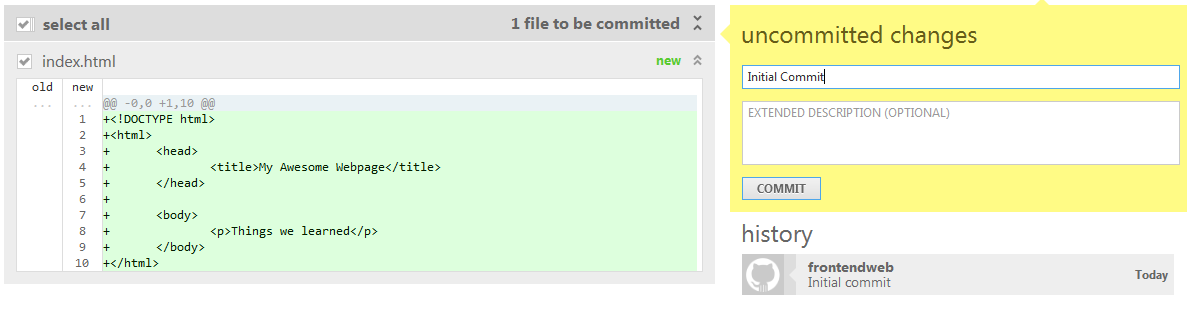 select all 1 file to be committed
index.html new
old new
... ... @@ -0,0 +1,10 @@
1 +<!DOCTYPE html>
2 +<html>
3 + <head>
4 + <title>My Awesome Webpage</title>
5 + </head>
6 +
7 + <body>
8 + <p>Things we learned</p>
9 + </body>
10 +</html>
uncommitted changes
Initial Commit
EXTENDED DESCRIPTION (OPTIONAL)
COMMIT
history
frontendweb
Initial commit
Today